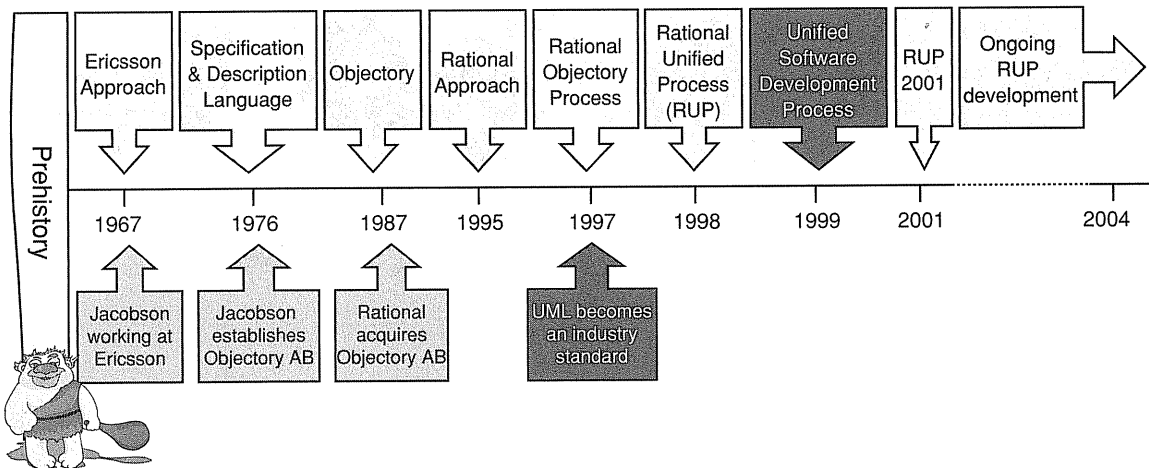 Ericsson
Approach
Specification
& Description
Language
Objectory
Rational
Approach
Rational
Objectory
Process
Rational
Unified
Process
(RUP)
Unified
Software
Development
Process
RUP
2001
Ongoing
RUP
development
Prehistory
1967
1976
1987
1995
1997
1998
1999
2001
2004
Jacobson
working at
Ericsson
Jacobson
establishes
Objectory AB
Rational
acquires
Objectory AB
UML becomes
an industry
standard